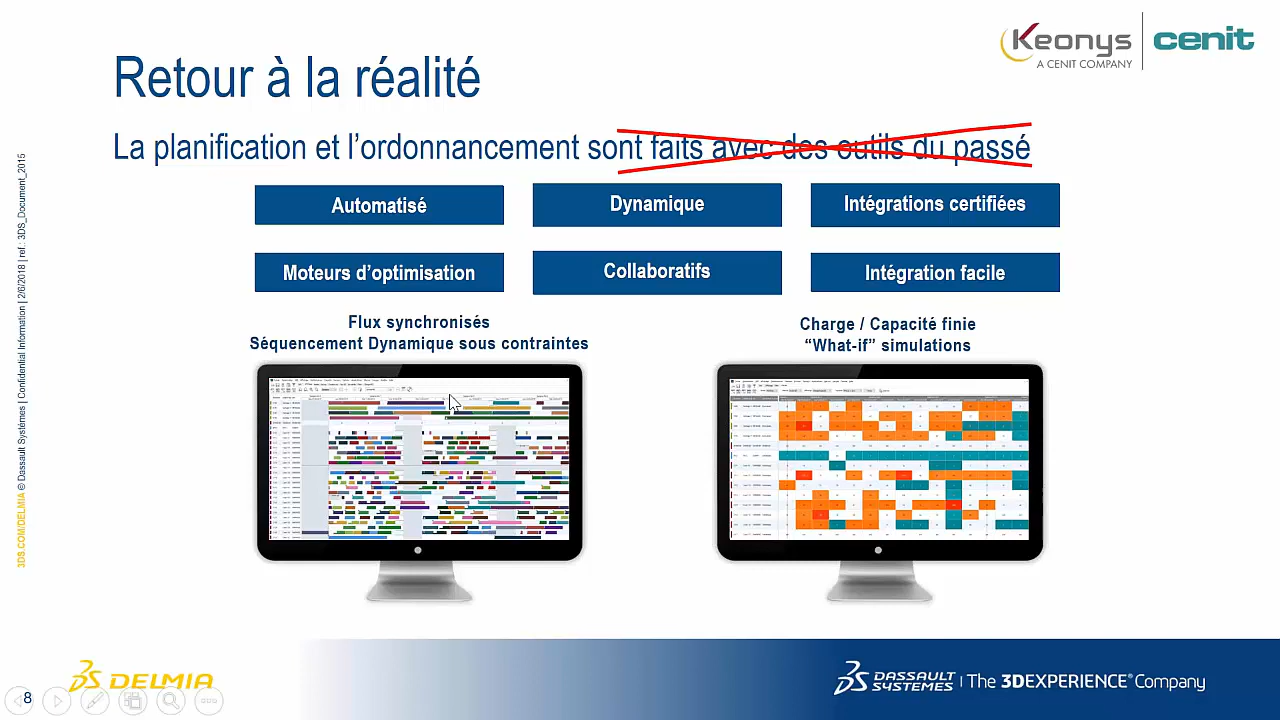 Keonys
A CENIT COMPANY
cenit
Retour à la réalité
La planification et l’ordonnancement sont faits avec des outils du passé
Automatisé
Dynamique
Intégrations certifiées
Moteurs d’optimisation
Collaboratifs
Intégration facile
Flux synchronisés
Séquencement Dynamique sous contraintes
Charge / Capacité finie
“What-if” simulations
3DS.COM/DELMIA © Dassault Systèmes | Confidential Information | 2/6/2018 | ref.: 3DS_Document_2015
8
DELMIA
DASSAULT
SYSTEMES
The 3DEXPERIENCE® Company